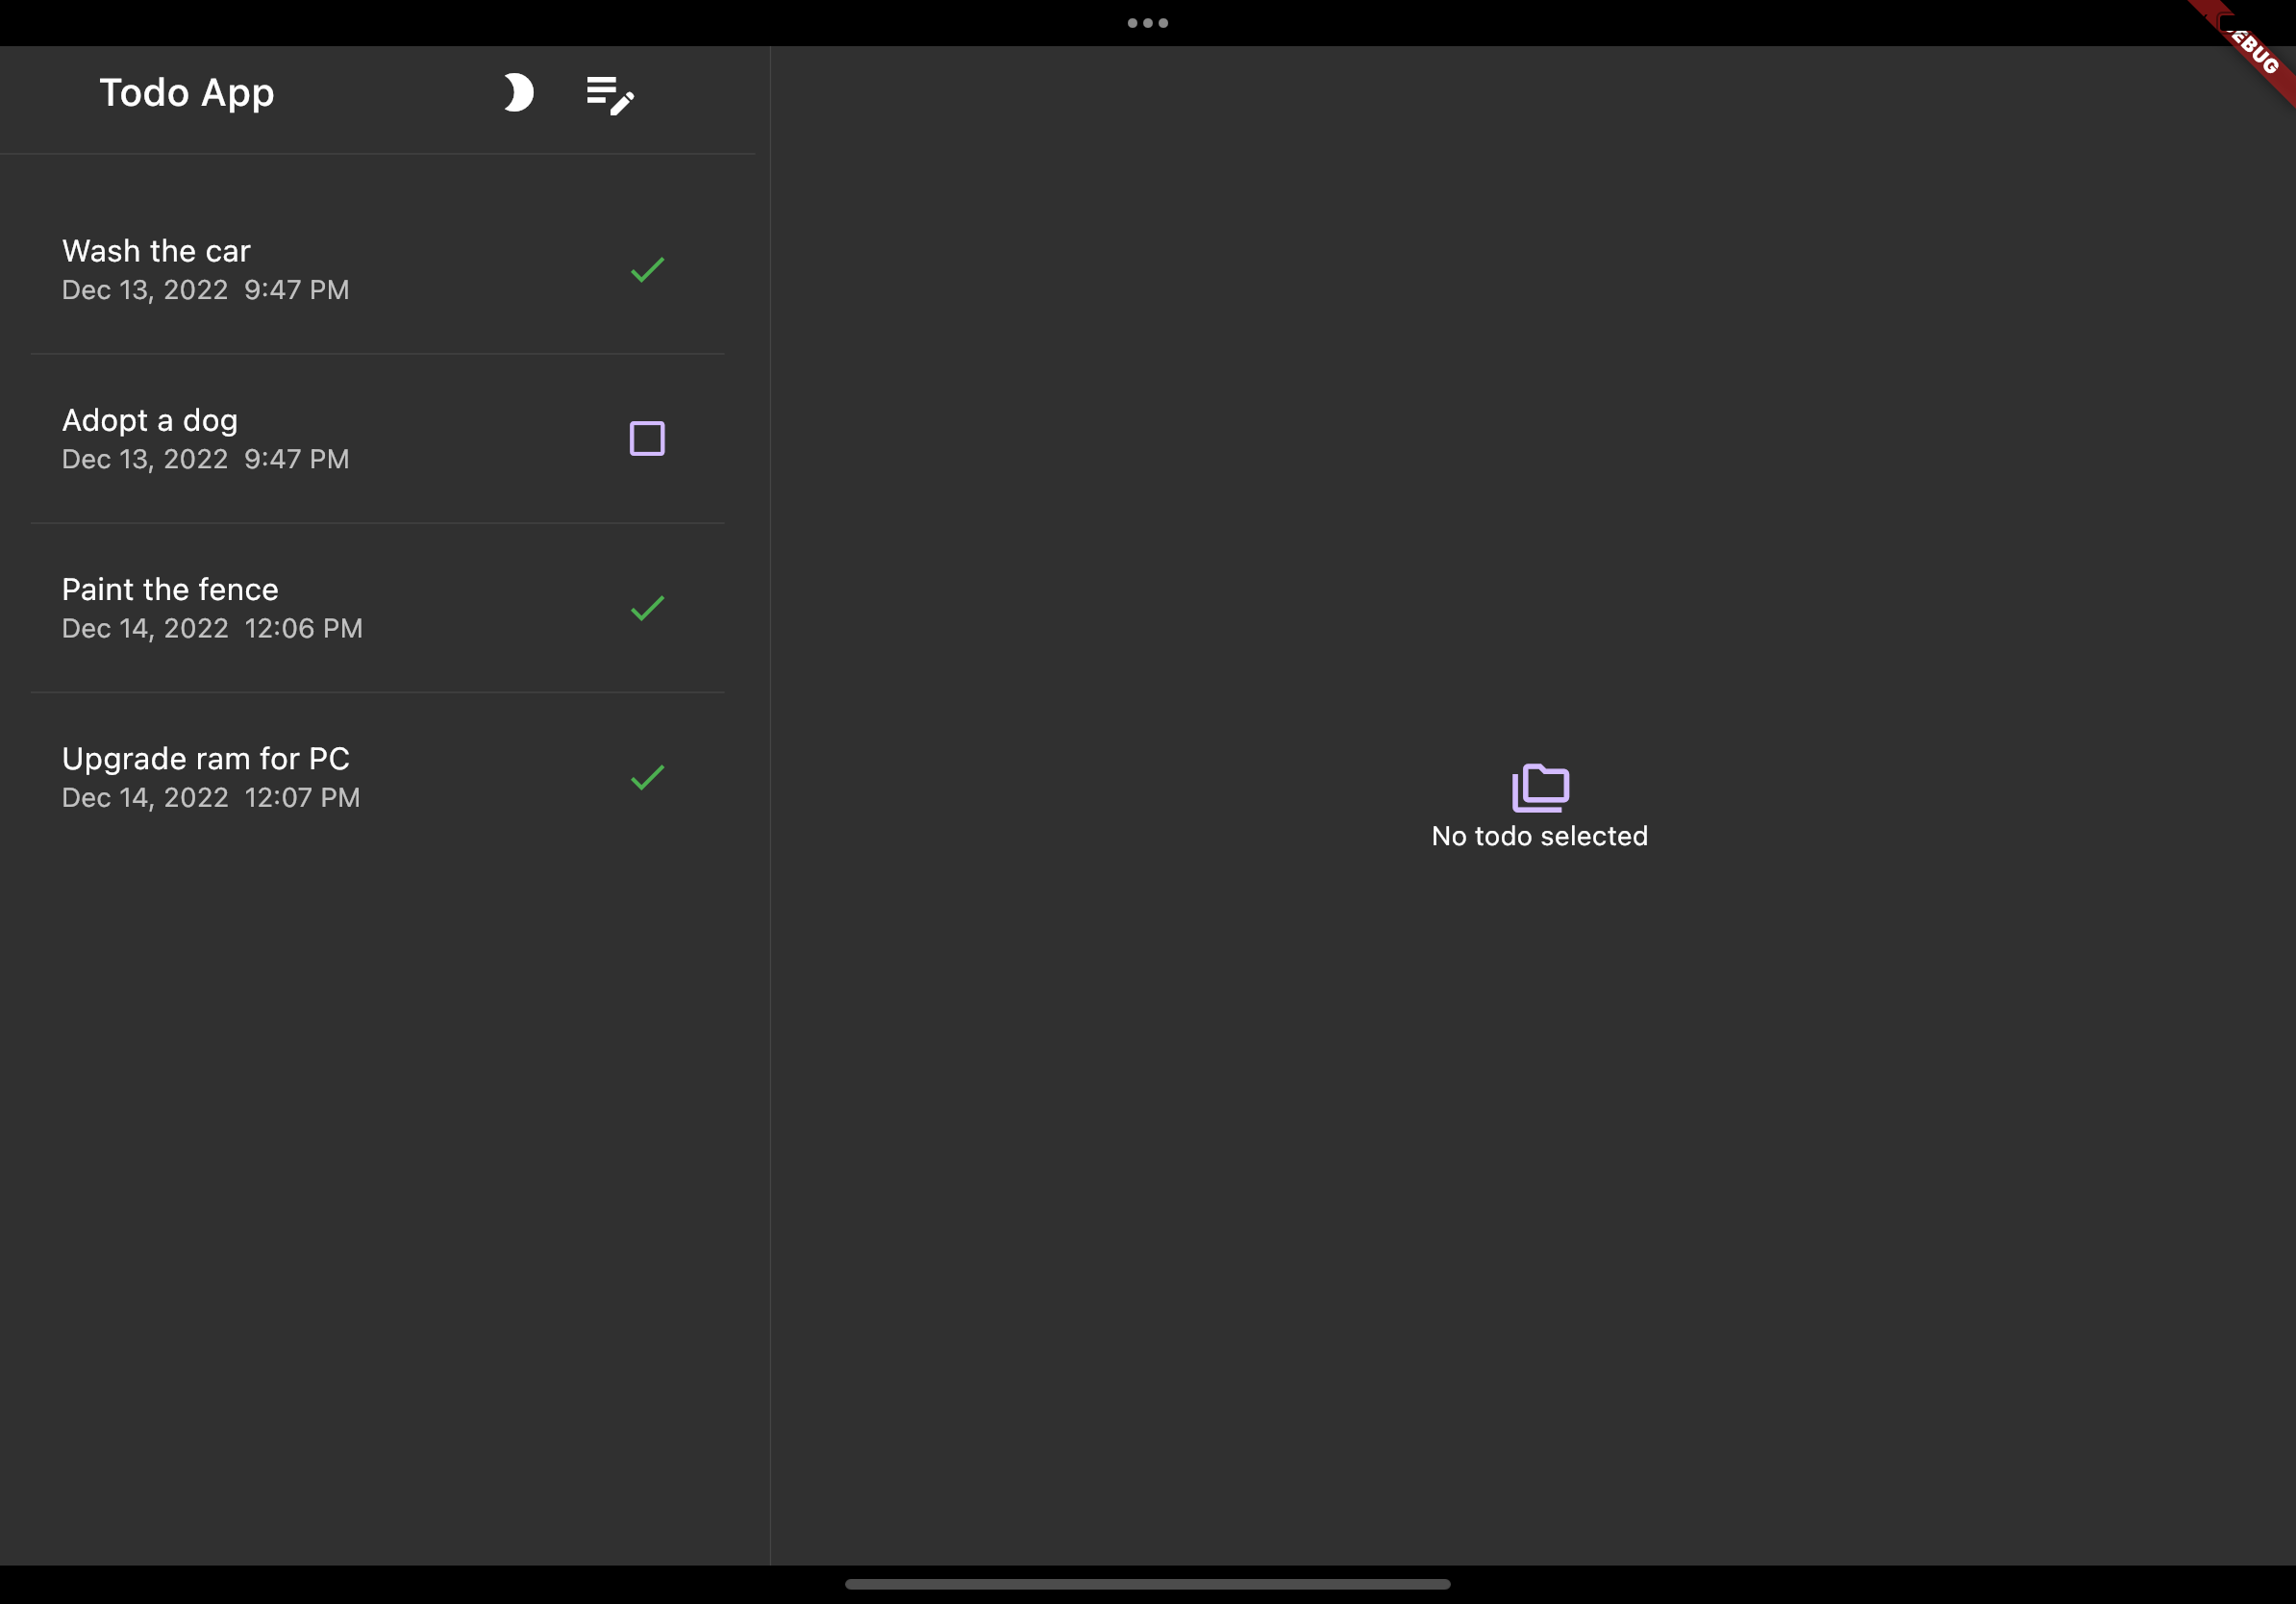 Todo App
Wash the car
Dec 13, 2022 9:47 PM
Adopt a dog
Dec 13, 2022 9:47 PM
Paint the fence
Dec 14, 2022 12:06 PM
Upgrade ram for PC
Dec 14, 2022 12:07 PM
No todo selected